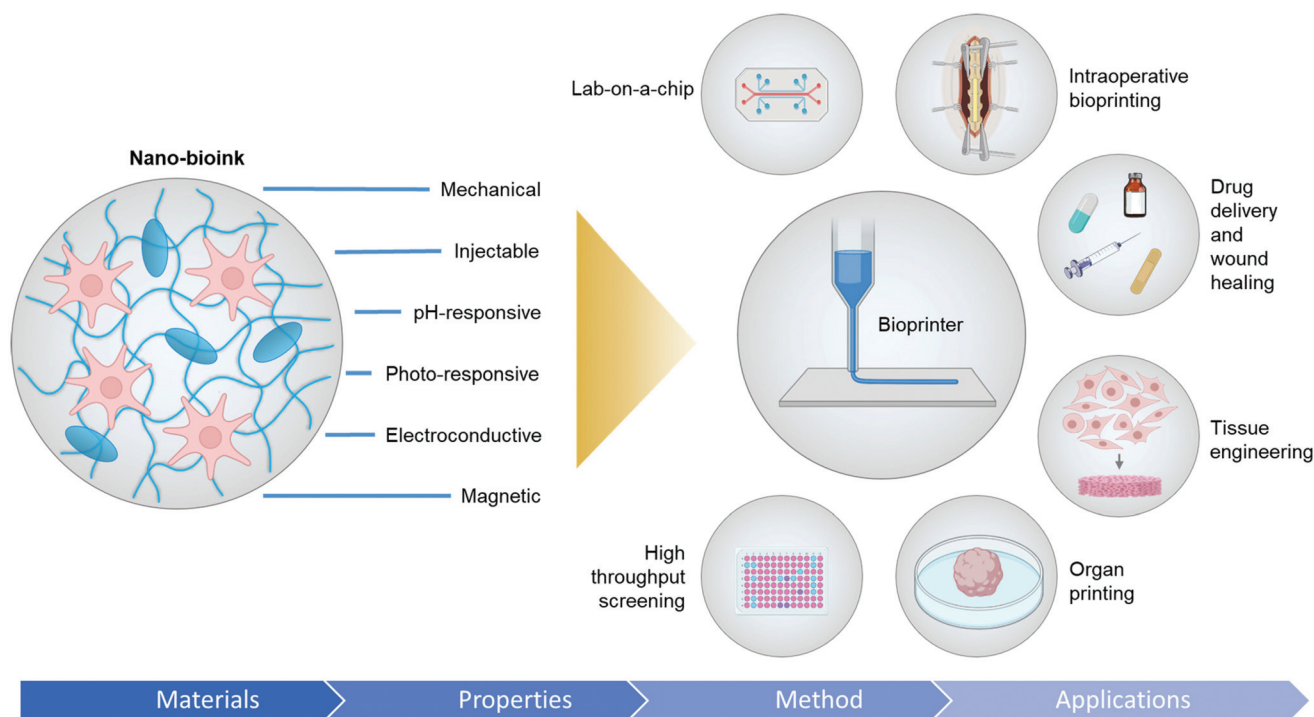 Nano-bioink
Mechanical
Injectable
pH-responsive
Photo-responsive
Electroconductive
Magnetic
Lab-on-a-chip
Intraoperative
bioprinting
Drug
delivery
and
wound
healing
Bioprinter
Tissue
engineering
High
throughput
screening
Organ
printing
Materials
Properties
Method
Applications